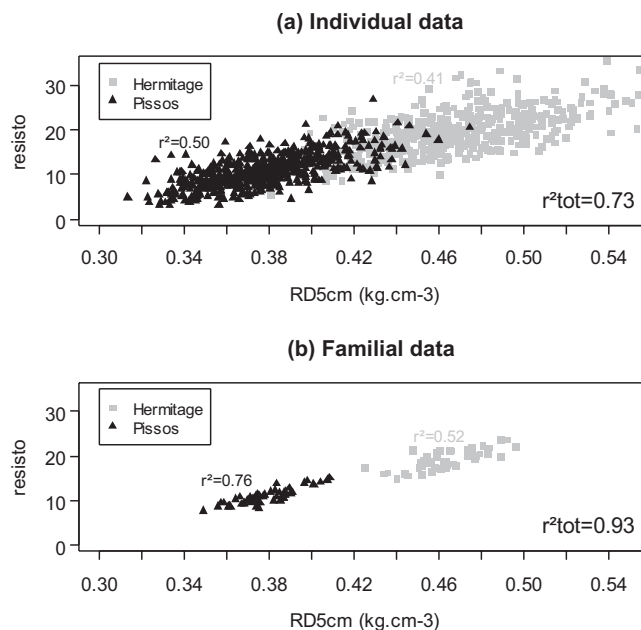 (a) Individual data
Hermitage
Pissos
r²=0.41
r²=0.50
r²tot=0.73
resisto
30
20
10
0
0.30 0.34 0.38 0.42 0.46 0.50 0.54
RD5cm (kg.cm-3)
(b) Familial data
Hermitage
Pissos
r²=0.52
r²=0.76
r²tot=0.93
resisto
30
20
10
0
0.30 0.34 0.38 0.42 0.46 0.50 0.54
RD5cm (kg.cm-3)